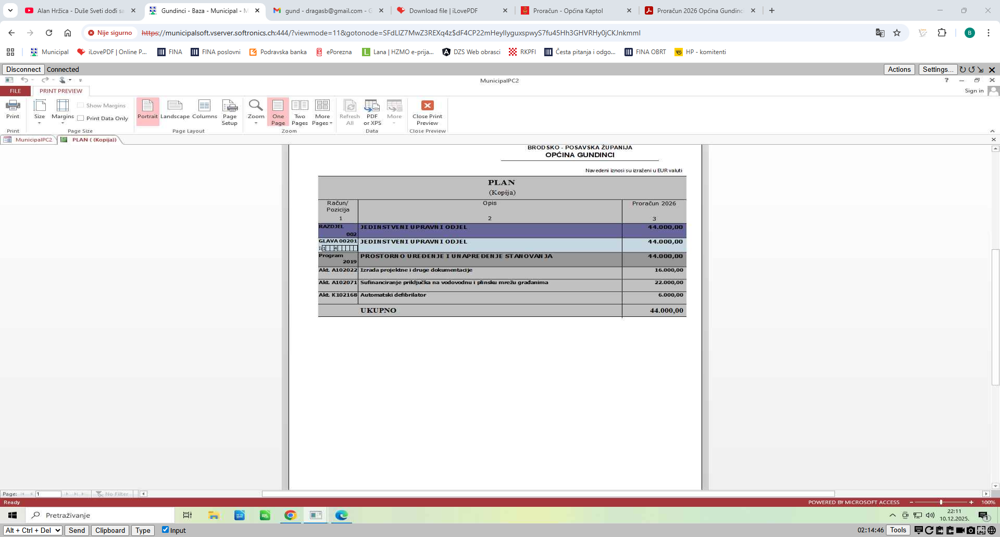 Alan Hržica - Duše Sveti dođi sa
Gundinci - Baza - Municipal - M
gund - dragasb@gmail.com - G
Download file | iLovePDF
Proračun - Općina Kaptol
Proračun 2026 Općina Gundinc
Nije sigurno
https://municipalsoft.vserver.softronics.ch:444/?viewmode=11&gotonode=SFdLIZ7MwZ3REXq4z$dF4CP22mHeyIlyguxspwyS7fu45Hh3GHVRHy0jCKJnkmmI
B
Municipal
iLovePDF | Online P...
FINA
FINA poslovni
Podravska banka
ePorezna
Lana | HZMO e-prija...
DZS Web obrasci
RKPFI
Česta pitanja i odgo...
FINA OBRT
HP - komitenti
Disconnect Connected
Actions Settings...
MunicipalPC2
FILE PRINT PREVIEW
Sign in
Print
Size
Margins
Show Margins
Print Data Only
Portrait
Landscape
Columns
Page Setup
Zoom
One Page
Two Pages
More Pages
Refresh All
PDF or XPS
More
Close Print Preview
Print
Page Size
Page Layout
Zoom
Data
Close Preview
MunicipalPC2
PLAN ( (Kopija))
BRODSKO - POSAVSKA ŽUPANIJA
OPĆINA GUNDINCI
Navedeni iznosi su izraženi u EUR valuti
PLAN
(Kopija)
Račun/ Pozicija
Opis
Proračun 2026
1 2 3
RAZDJEL 002 JEDINSTVENI UPRAVNI ODJEL 44.000,00
GLAVA 00201 JEDINSTVENI UPRAVNI ODJEL 44.000,00
1 4
Program 2019 PROSTORNO UREĐENJE I UNAPREĐENJE STANOVANJA 44.000,00
Akt. A102022 Izrada projektne i druge dokumentacije 16.000,00
Akt. A102071 Sufinanciranje priključka na vodovodnu i plinsku mrežu građanima 22.000,00
Akt. K102168 Automatski defibrilator 6.000,00
UKUPNO 44.000,00
Page: 1 No Filter
Ready
POWERED BY MICROSOFT ACCESS
100%
Pretraživanje
22:11
10.12.2025.
1
Alt + Ctrl + Del Send Clipboard Type Input
02:14:46 Tools